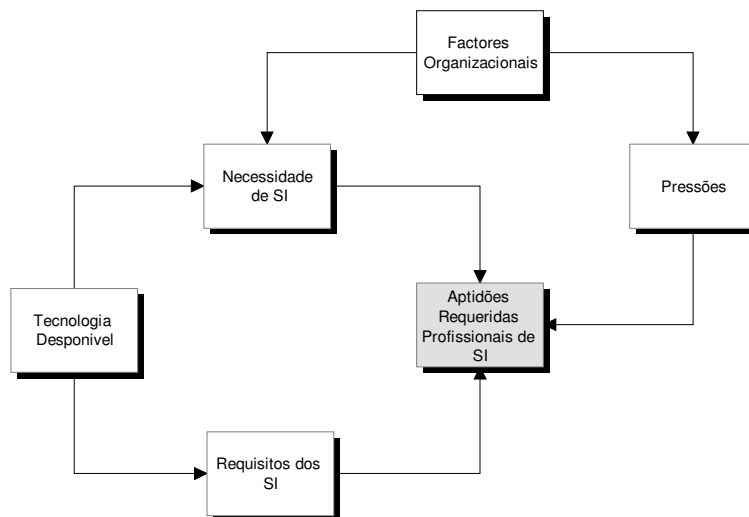 Factores
Organizacionais
Necessidade
de SI
Pressões
Aptidões
Requeridas
Profissionais de
SI
Tecnologia
Desponivel
Requisitos dos
SI